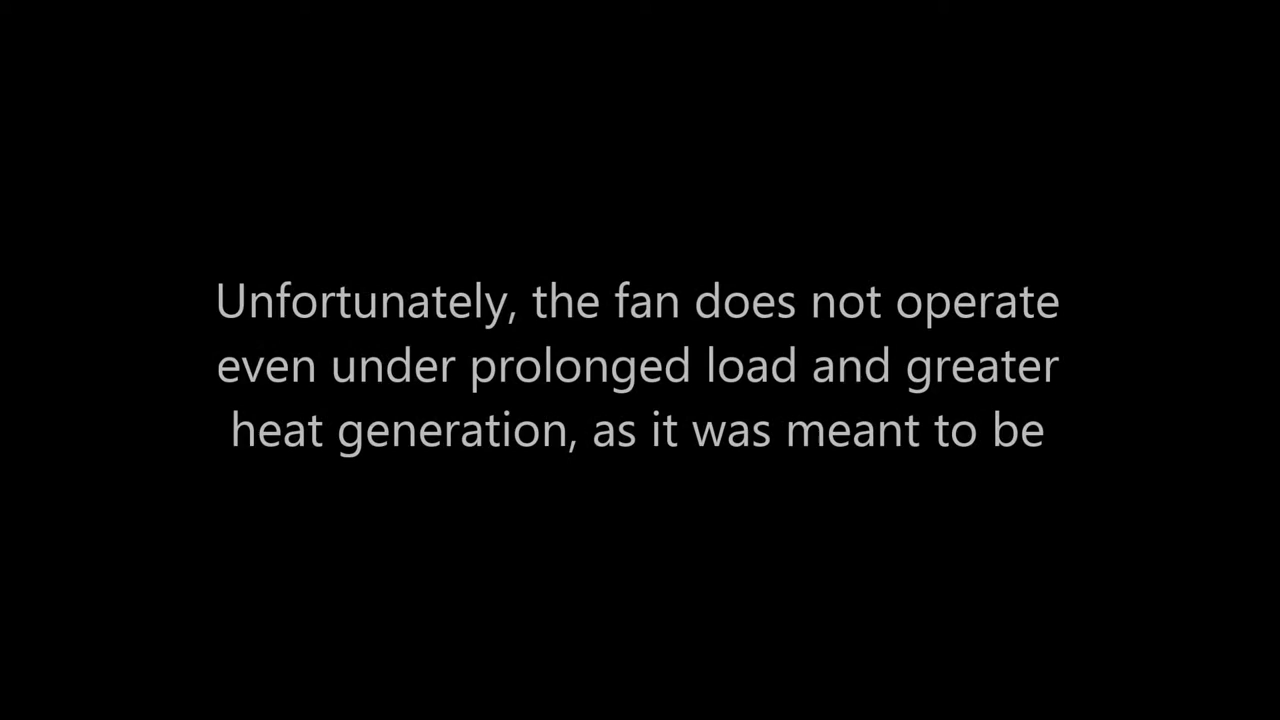 Unfortunately, the fan does not operate
even under prolonged load and greater
heat generation, as it was meant to be